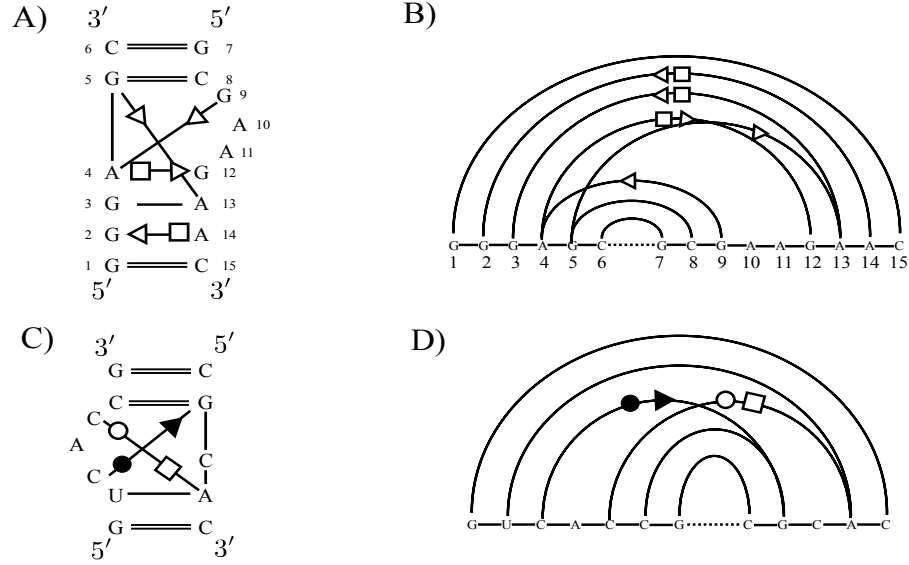 A)
3′ 5′
6 C G 7
5 G C 8
G 9
A 10
A 11
4 A G 12
3 G A 13
2 G A 14
1 G C 15
5′ 3′
B)
G G G A G C G C G A A G A A C
1 2 3 4 5 6 7 8 9 10 11 12 13 14 15
C)
3′ 5′
G C
C G
C
A
C C
U A
G C
5′ 3′
D)
G U C A C C G C G C A C